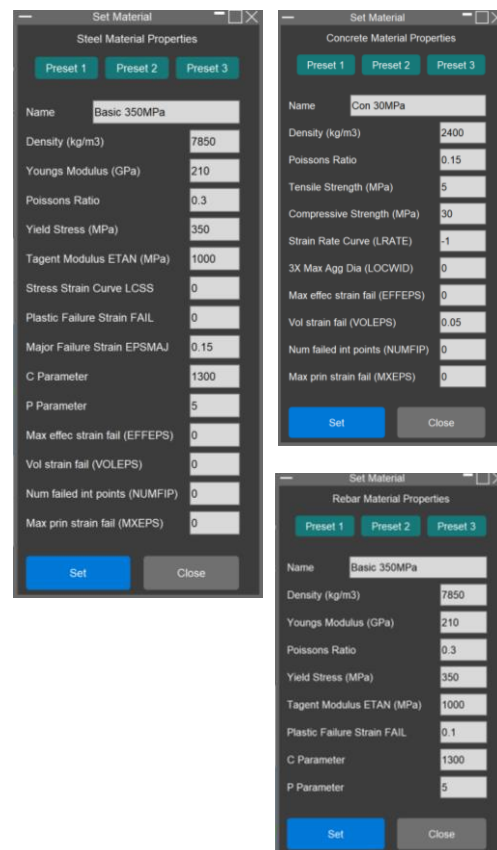 Set Material
Steel Material Properties
Preset 1 Preset 2 Preset 3
Name Basic 350MPa
Density (kg/m3) 7850
Youngs Modulus (GPa) 210
Poissons Ratio 0.3
Yield Stress (MPa) 350
Tagent Modulus ETAN (MPa) 1000
Stress Strain Curve LCSS 0
Plastic Failure Strain FAIL 0
Major Failure Strain EPSMAJ 0.15
C Parameter 1300
P Parameter 5
Max effec strain fail (EFFEPS) 0
Vol strain fail (VOLEPS) 0
Num failed int points (NUMFIP) 0
Max prin strain fail (MXEPS) 0
Set Close
Set Material
Concrete Material Properties
Preset 1 Preset 2 Preset 3
Name Con 30MPa
Density (kg/m3) 2400
Poissons Ratio 0.15
Tensile Strength (MPa) 5
Compressive Strength (MPa) 30
Strain Rate Curve (LRATE) -1
3X Max Agg Dia (LOCWID) 0
Max effec strain fail (EFFEPS) 0
Vol strain fail (VOLEPS) 0.05
Num failed int points (NUMFIP) 0
Max prin strain fail (MXEPS) 0
Set Close
Set Material
Rebar Material Properties
Preset 1 Preset 2 Preset 3
Name Basic 350MPa
Density (kg/m3) 7850
Youngs Modulus (GPa) 210
Poissons Ratio 0.3
Yield Stress (MPa) 350
Tagent Modulus ETAN (MPa) 1000
Plastic Failure Strain FAIL 0.1
C Parameter 1300
P Parameter 5
Set Close